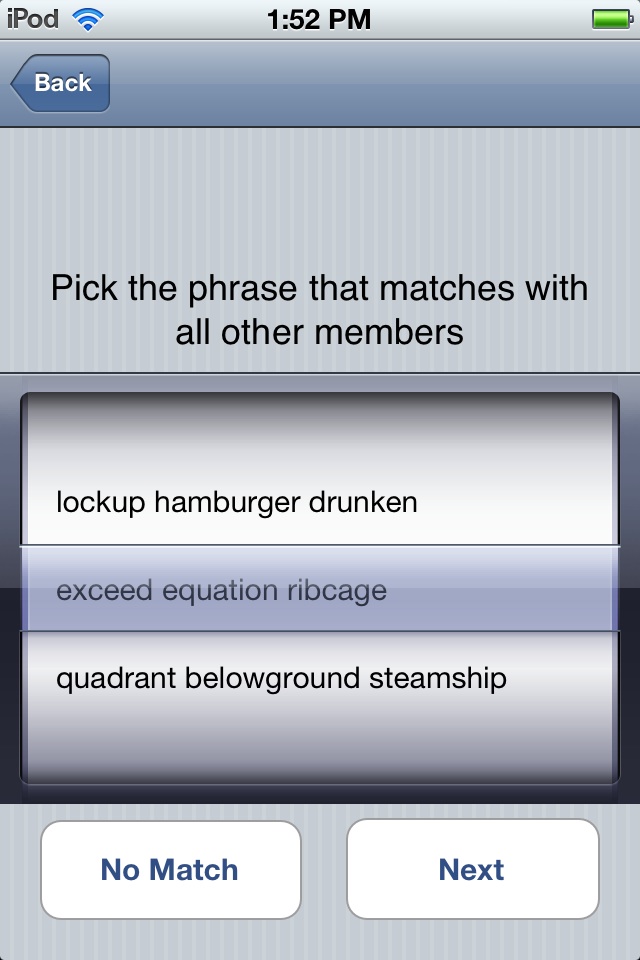 iPod 1:52 PM
Back
Pick the phrase that matches with
all other members
lockup hamburger drunken
exceed equation ribcage
quadrant belowground steamship
No Match Next